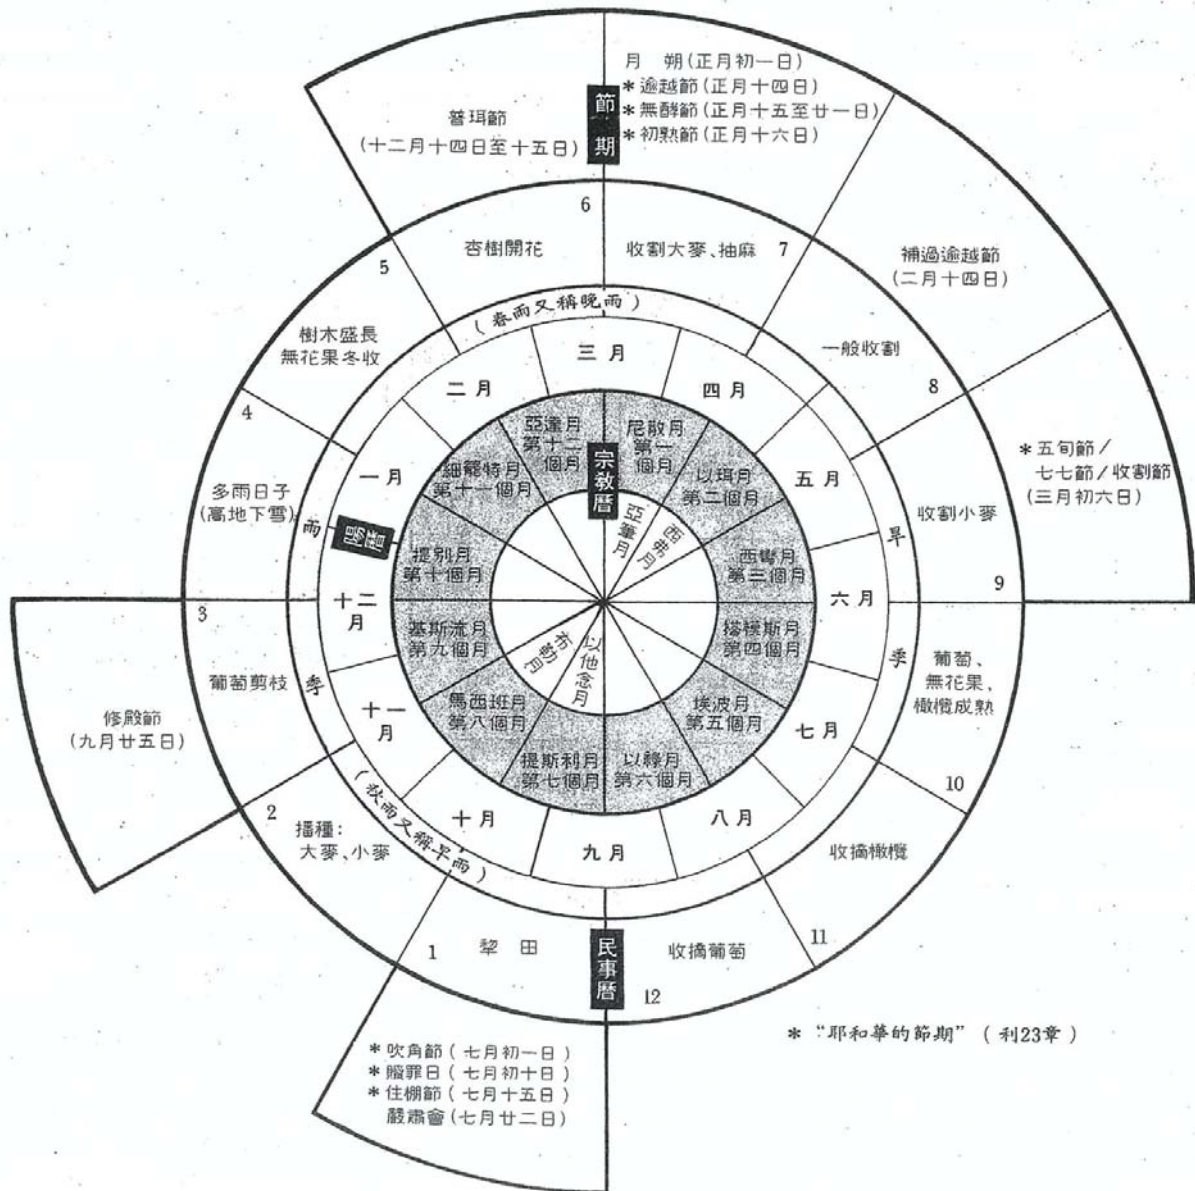 月 朔(正月初一日)
*逾越節(正月十四日)
*無酵節(正月十五至廿一日)
*初熟節(正月十六日)
節期
普珥節
(十二月十四日至十五日)
補過逾越節
(二月十四日)
*五旬節/
七七節/收割節
(三月初六日)
修殿節
(九月廿五日)
*吹角節(七月初一日)
*贖罪日(七月初十日)
*住棚節(七月十五日)
嚴肅會(七月廿二日)
6
杏樹開花
收割大麥、抽麻
7
一般收割
8
收割小麥
9
葡萄、
無花果、
橄欖成熟
10
收摘橄欖
11
收摘葡萄
12
民事曆
犂田
1
播種:
大麥、小麥
2
葡萄剪枝
3
多雨日子
(高地下雪)
4
樹木盛長
無花果冬收
5
(春雨又稱晚雨)
旱季
(秋雨又稱早雨)
雨季
陽曆
三月
四月
五月
六月
七月
八月
九月
十月
十一月
十二月
一月
二月
宗教曆
尼散月
第一個月
以珥月
第二個月
西彎月
第三個月
搭模斯月
第四個月
埃波月
第五個月
以祿月
第六個月
提斯利月
第七個月
馬西班月
第八個月
基斯流月
第九個月
提別月
第十個月
細罷特月
第十一個月
亞達月
第十二個月
亞筆月
西弗月
以他念月
布勒月
* “耶和華的節期” (利23章)